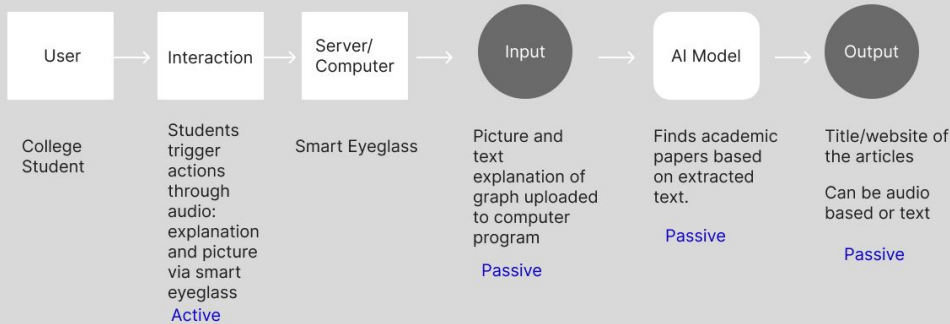 User
Interaction
Server/
Computer
Input
AI Model
Output
College
Student
Students
trigger
actions
through
audio:
explanation
and picture
via smart
eyeglass
Active
Smart Eyeglass
Picture and
text
explanation of
graph uploaded
to computer
program
Passive
Finds academic
papers based
on extracted
text.
Passive
Title/website of
the articles
Can be audio
based or text
Passive